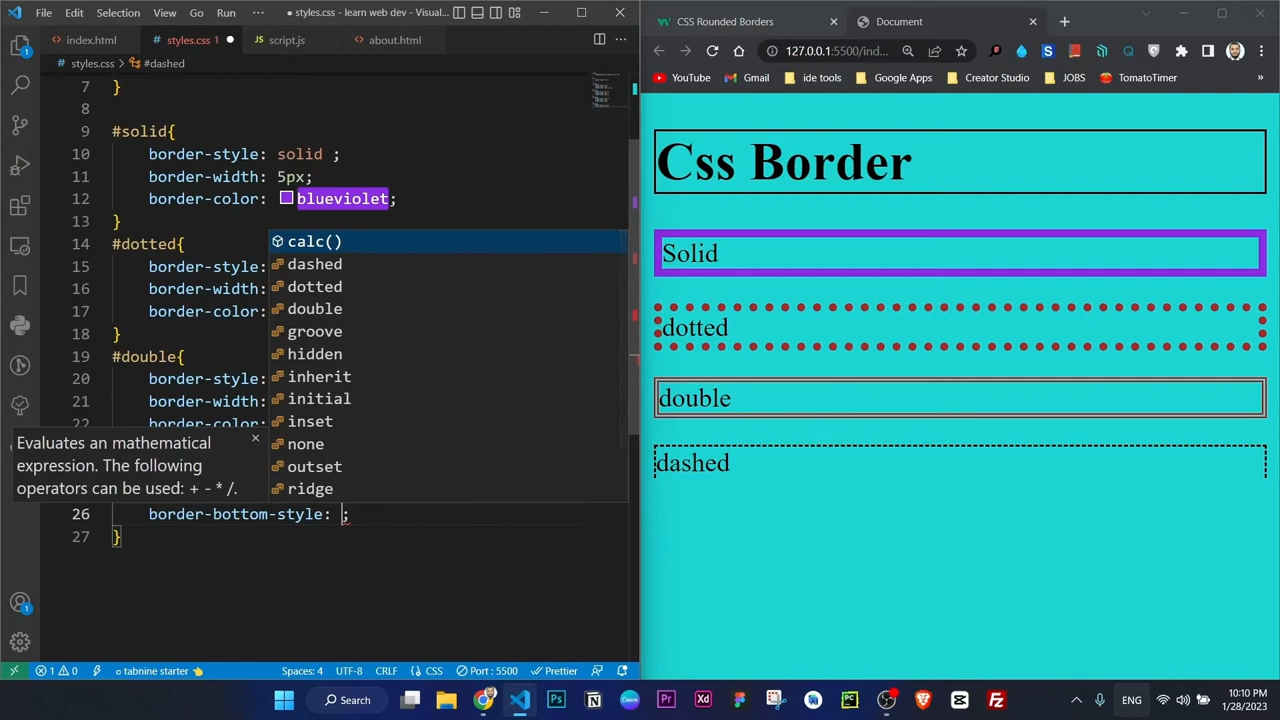 File Edit Selection View Go Run ··· ● styles.css - learn web dev - Visual...
index.html # styles.css 1 ● script.js about.html
# styles.css > #dashed
7 }
8
9 #solid{
10 border-style: solid ;
11 border-width: 5px;
12 border-color: blueviolet;
13 }
14 #dotted{
15 border-style:
16 border-width:
17 border-color:
18 }
19 #double{
20 border-style:
21 border-width:
22
26 border-bottom-style: ;
27 }
calc()
dashed
dotted
double
groove
hidden
inherit
initial
inset
none
outset
ridge
Evaluates an mathematical
expression. The following
operators can be used: + - * /.
1
1
1 0 tabnine starter Spaces: 4 UTF-8 CRLF {} CSS Port : 5500 Prettier
CSS Rounded Borders Document
127.0.0.1:5500/ind...
YouTube Gmail ide tools Google Apps Creator Studio JOBS TomatoTimer »
Css Border
Solid
dotted
double
dashed
Search
ENG
10:10 PM
1/28/2023